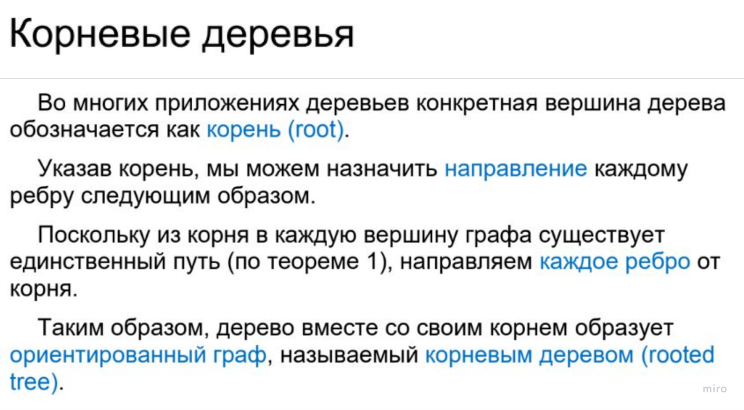 Корневые деревья
Во многих приложениях деревьев конкретная вершина дерева
обозначается как корень (root).
Указав корень, мы можем назначить направление каждому
ребру следующим образом.
Поскольку из корня в каждую вершину графа существует
единственный путь (по теореме 1), направляем каждое ребро от
корня.
Таким образом, дерево вместе со своим корнем образует
ориентированный граф, называемый корневым деревом (rooted
tree).
miro